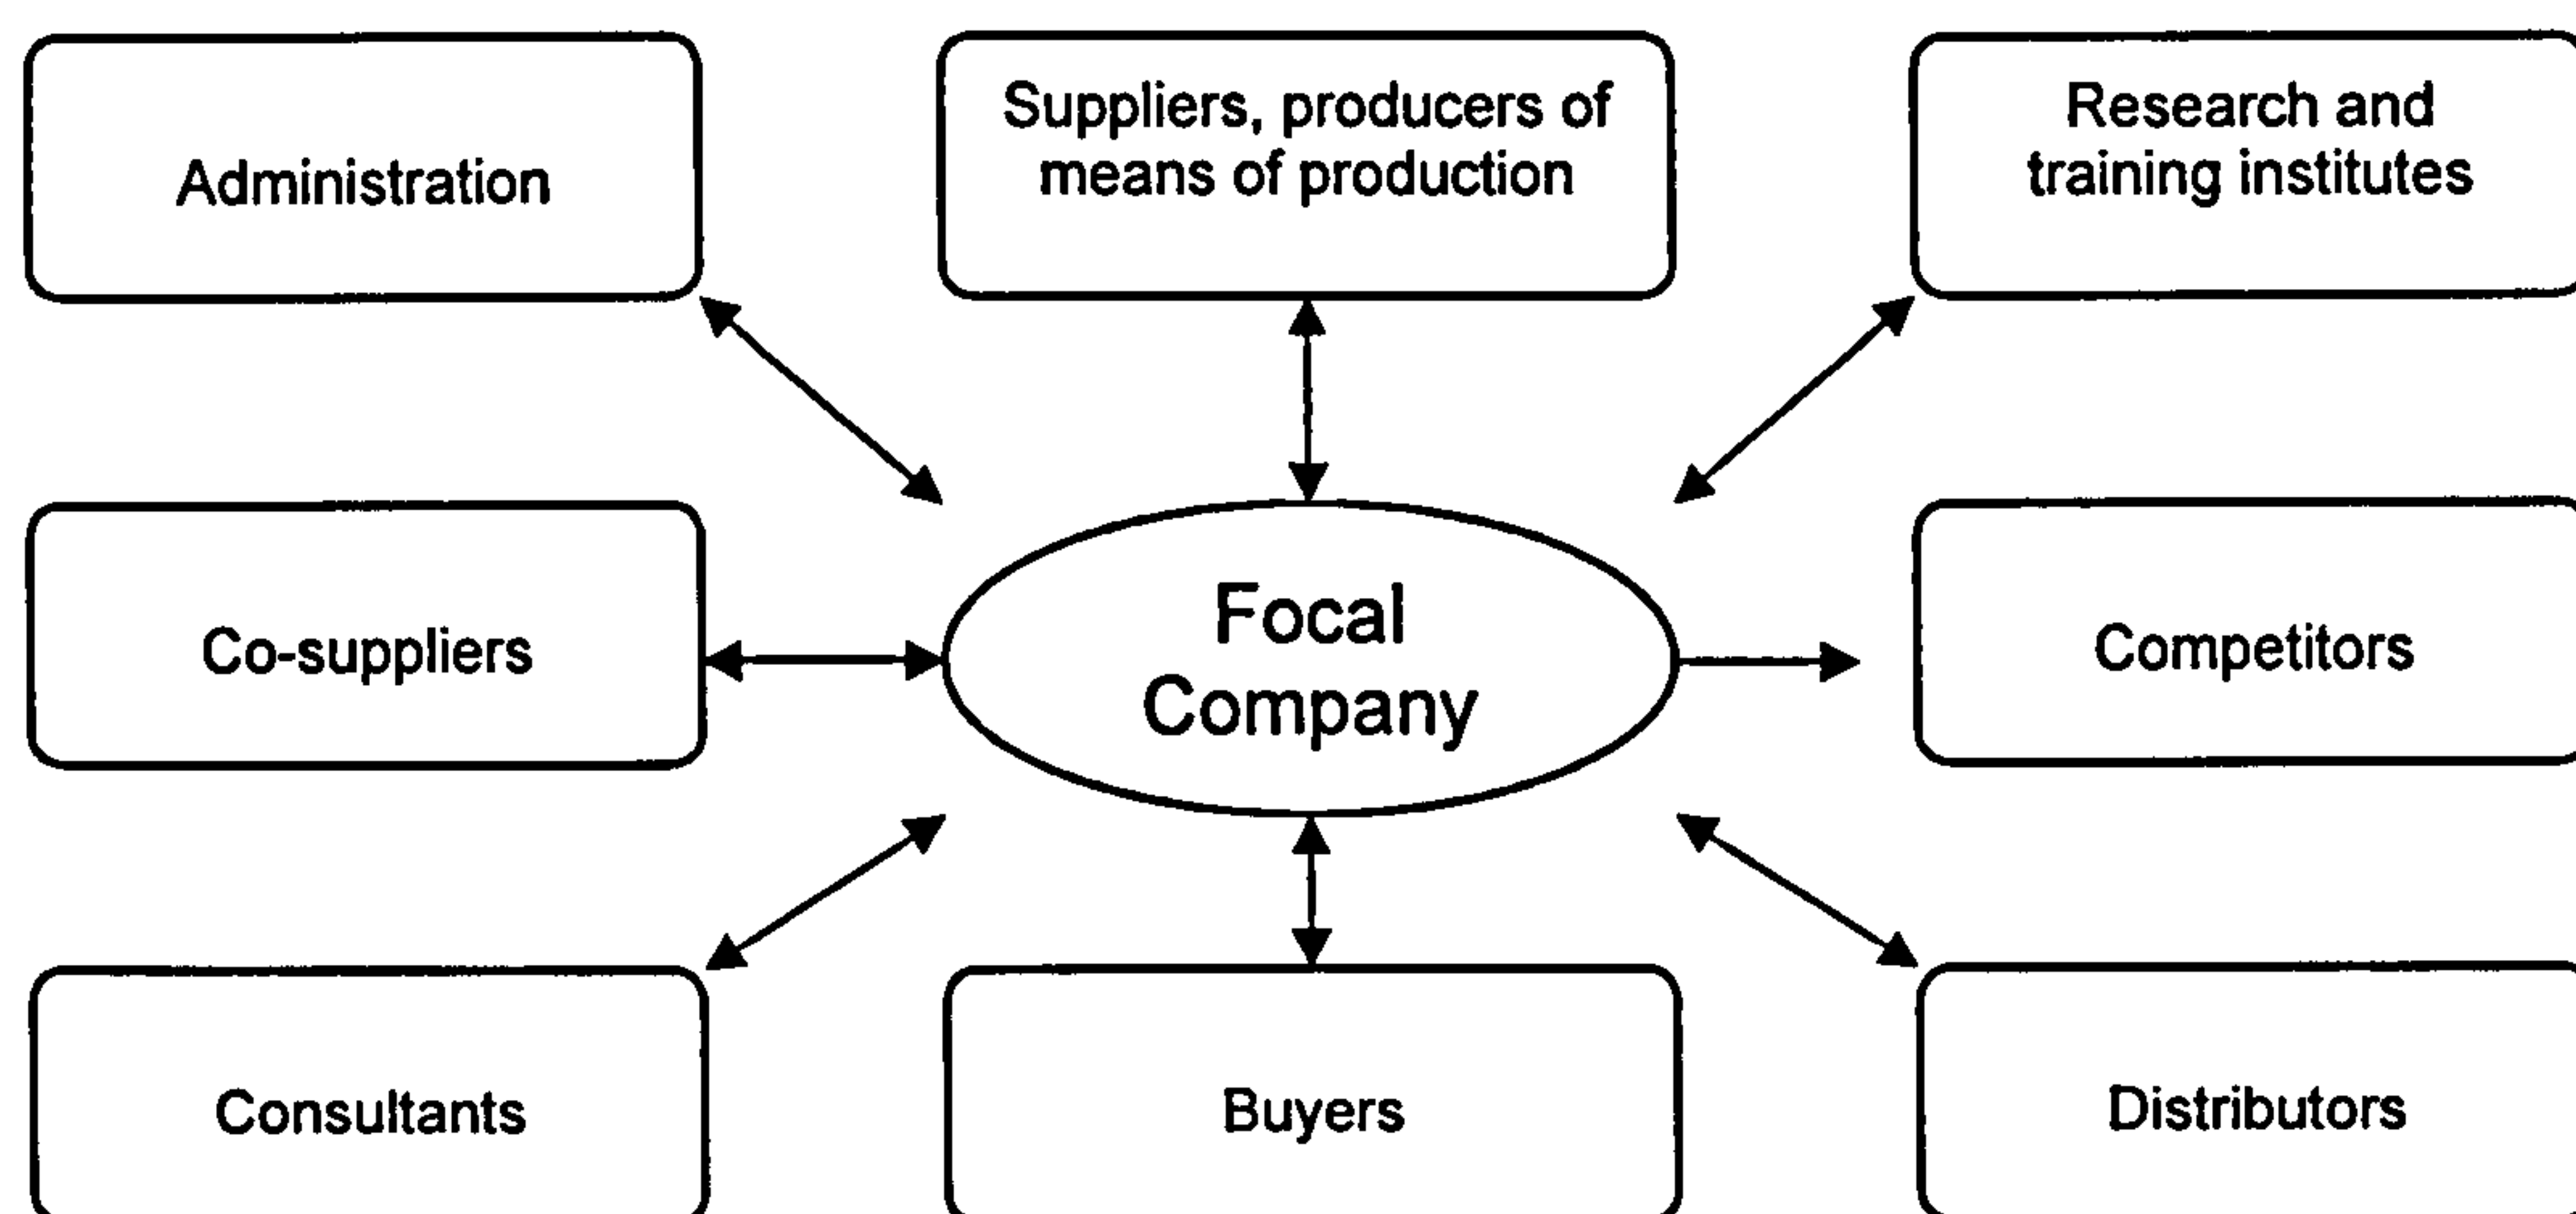 Administration
Suppliers, producers of
means of production
Research and
training institutes
Co-suppliers
Focal
Company
Competitors
Consultants
Buyers
Distributors